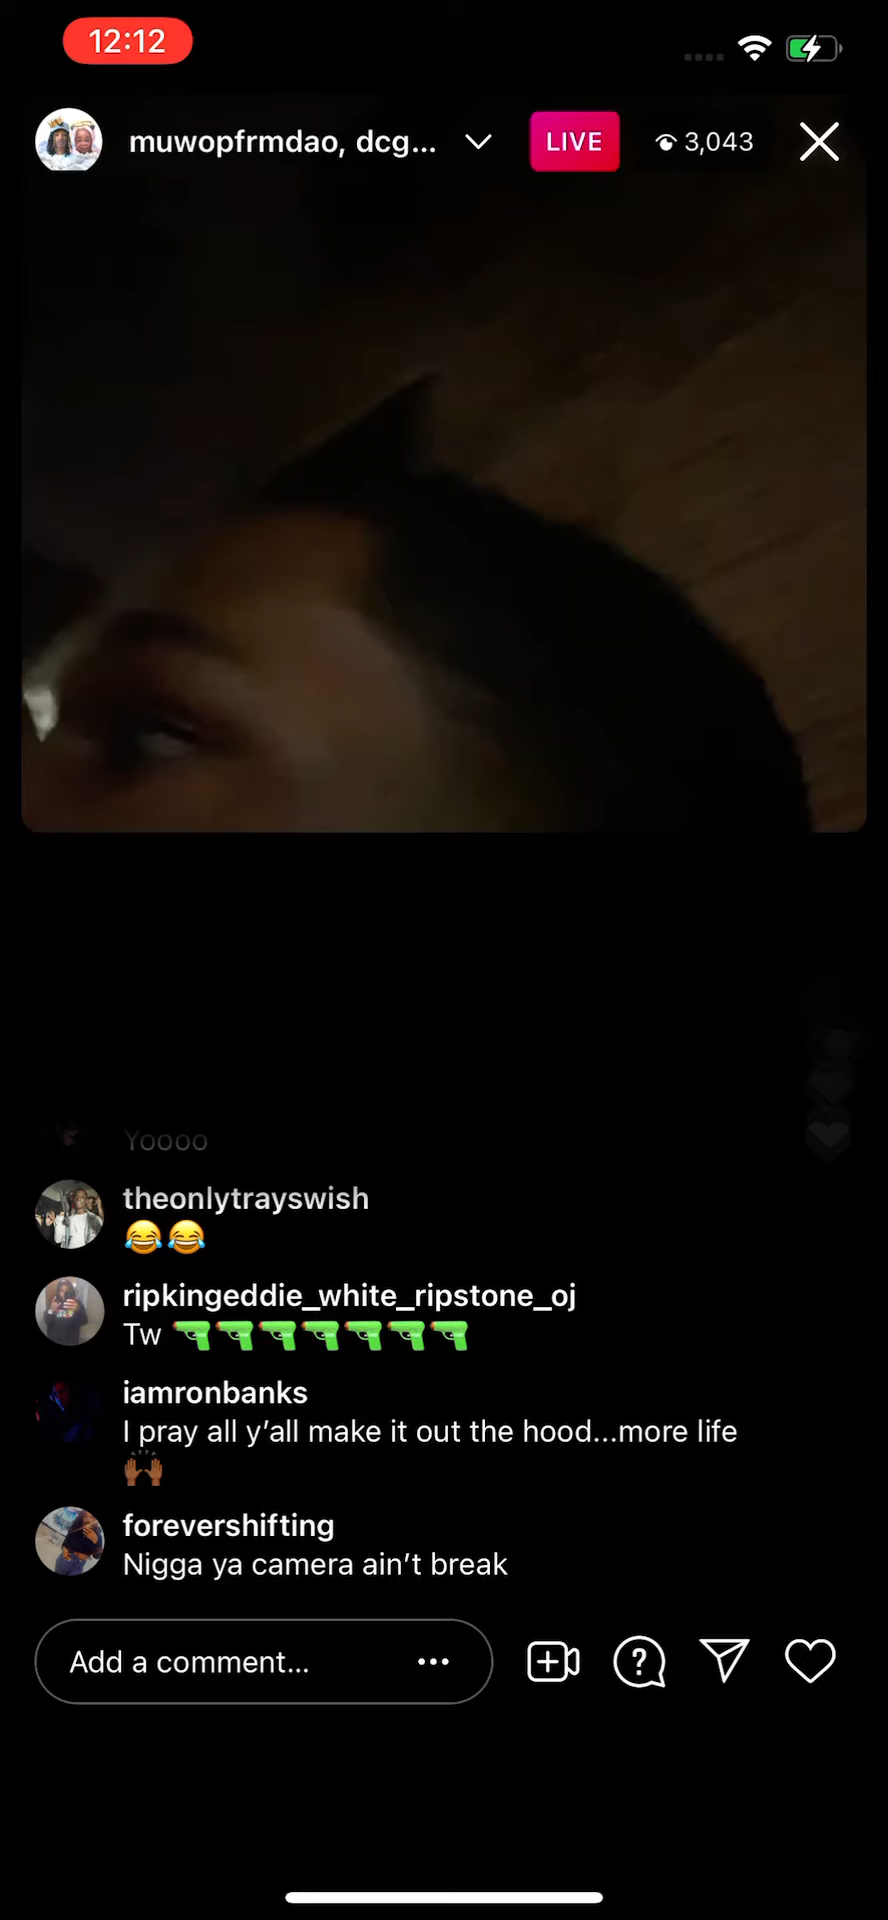 12:12
muwopfrmdao, dcg...
LIVE
3,043
Yoooo
theonlytrayswish
😂😂
ripkingeddie_white_ripstone_oj
Tw 🔫🔫🔫🔫🔫🔫🔫
iamronbanks
I pray all y’all make it out the hood...more life
🙌🏾
forevershifting
Nigga ya camera ain’t break
Add a comment...